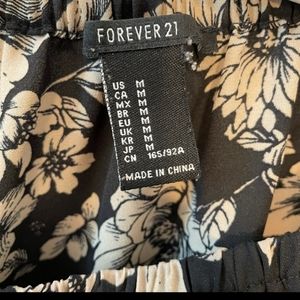 FOREVER 21
US M
CA M
MX M
BR M
EU M
UK M
KR M
JP M
CN 165/92A
MADE IN CHINA